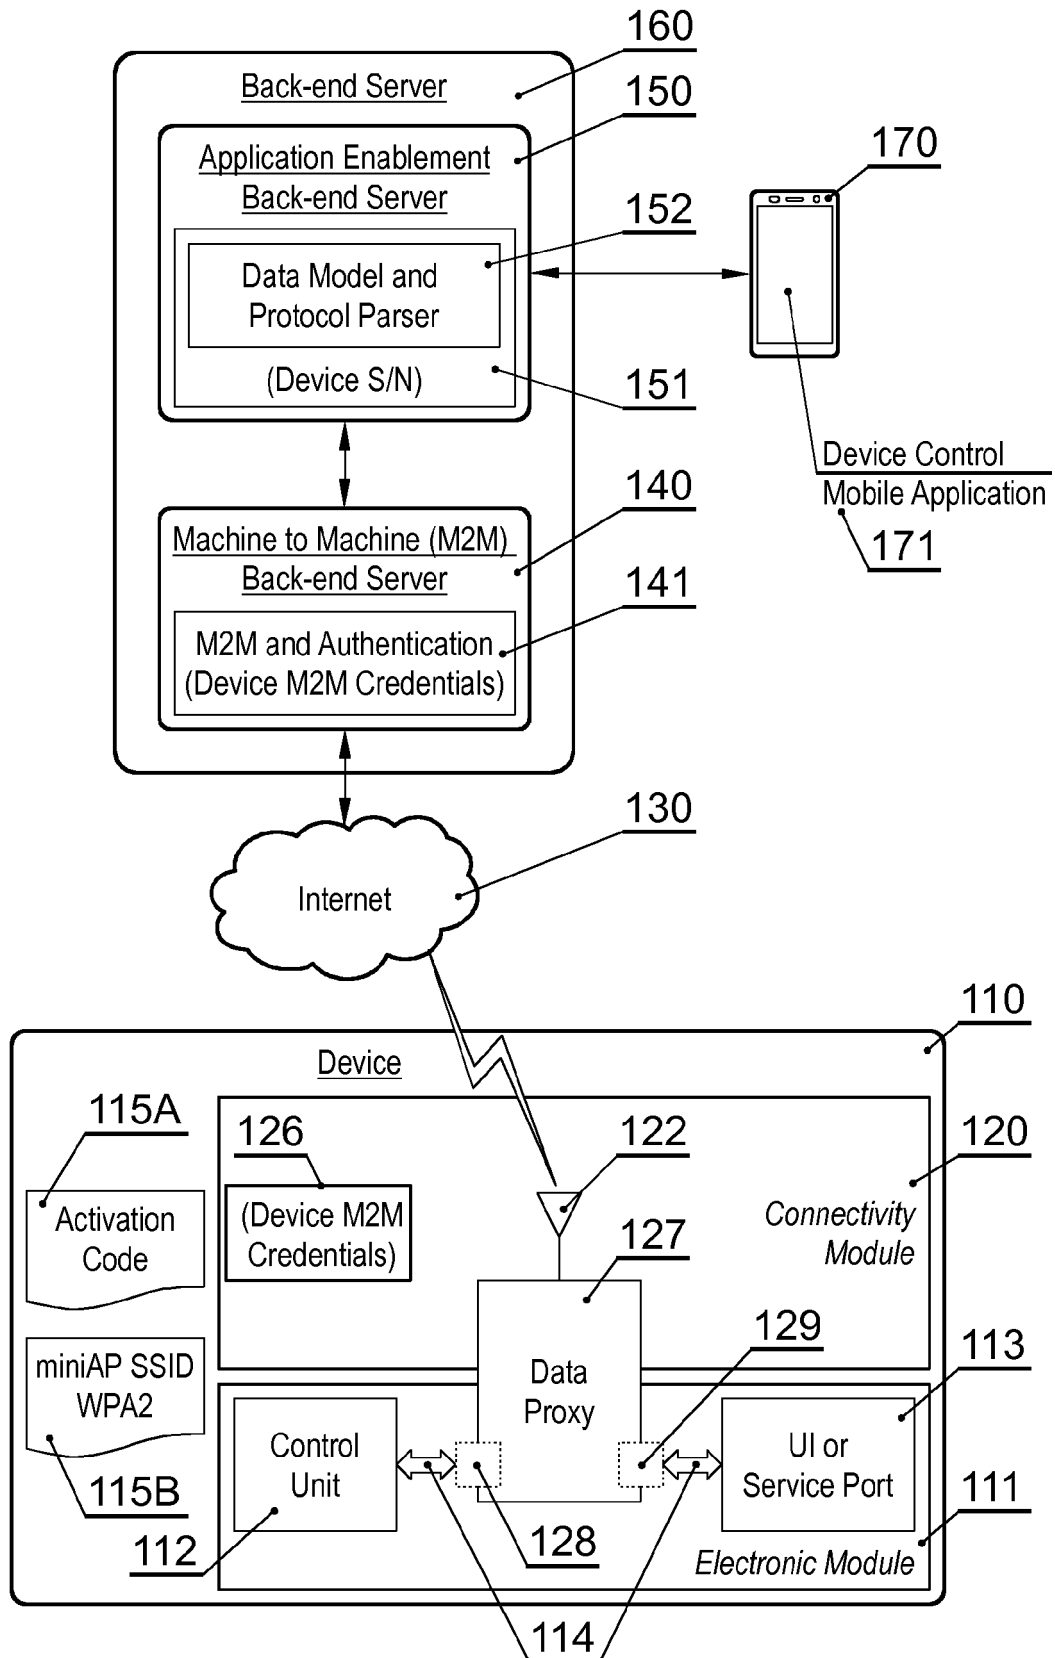 160
Back-end Server
150
Application Enablement
Back-end Server
170
152
Data Model and
Protocol Parser
(Device S/N)
151
Device Control
Mobile Application
171
140
Machine to Machine (M2M)
Back-end Server
141
M2M and Authentication
(Device M2M Credentials)
130
Internet
110
Device
115A
126
122
120
Activation
Code
(Device M2M
Credentials)
Connectivity
Module
127
129
113
miniAP SSID
WPA2
Data
Proxy
Control
Unit
UI or
Service Port
115B
112
128
111
Electronic Module
114